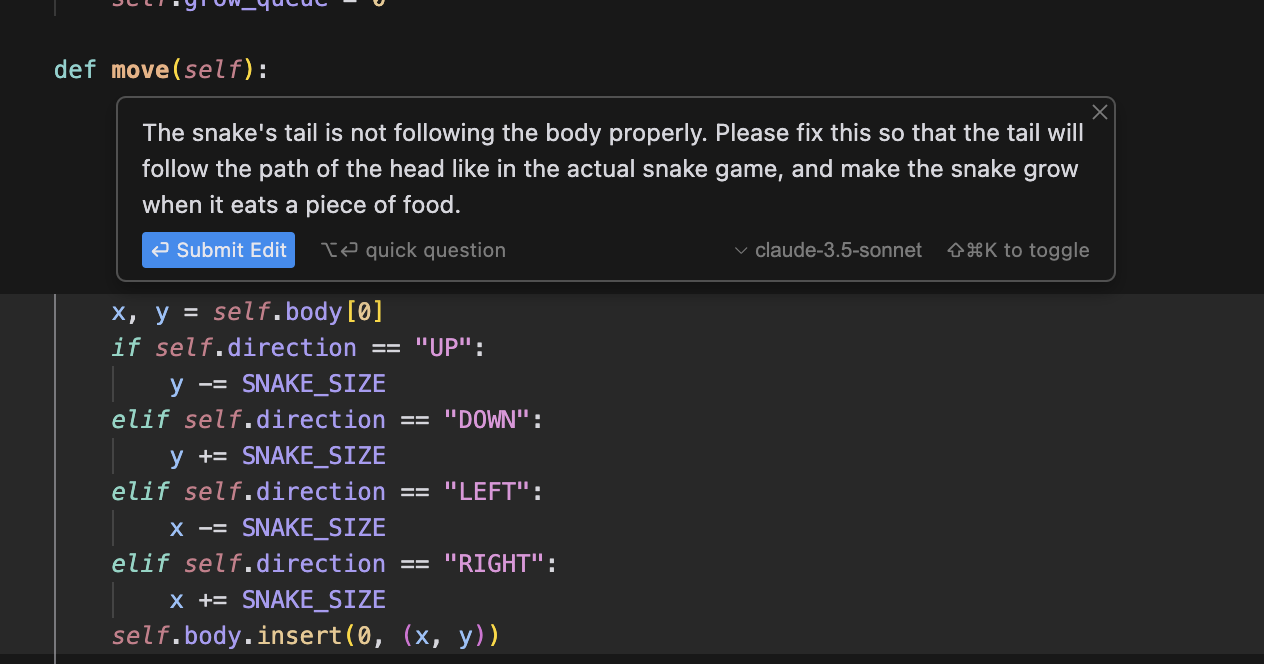 self.grow_queue = 0
def move(self):
The snake's tail is not following the body properly. Please fix this so that the tail will
follow the path of the head like in the actual snake game, and make the snake grow
when it eats a piece of food.
⏎ Submit Edit ⌥⏎ quick question claude-3.5-sonnet ⇧⌘K to toggle
x, y = self.body[0]
if self.direction == "UP":
y -= SNAKE_SIZE
elif self.direction == "DOWN":
y += SNAKE_SIZE
elif self.direction == "LEFT":
x -= SNAKE_SIZE
elif self.direction == "RIGHT":
x += SNAKE_SIZE
self.body.insert(0, (x, y))